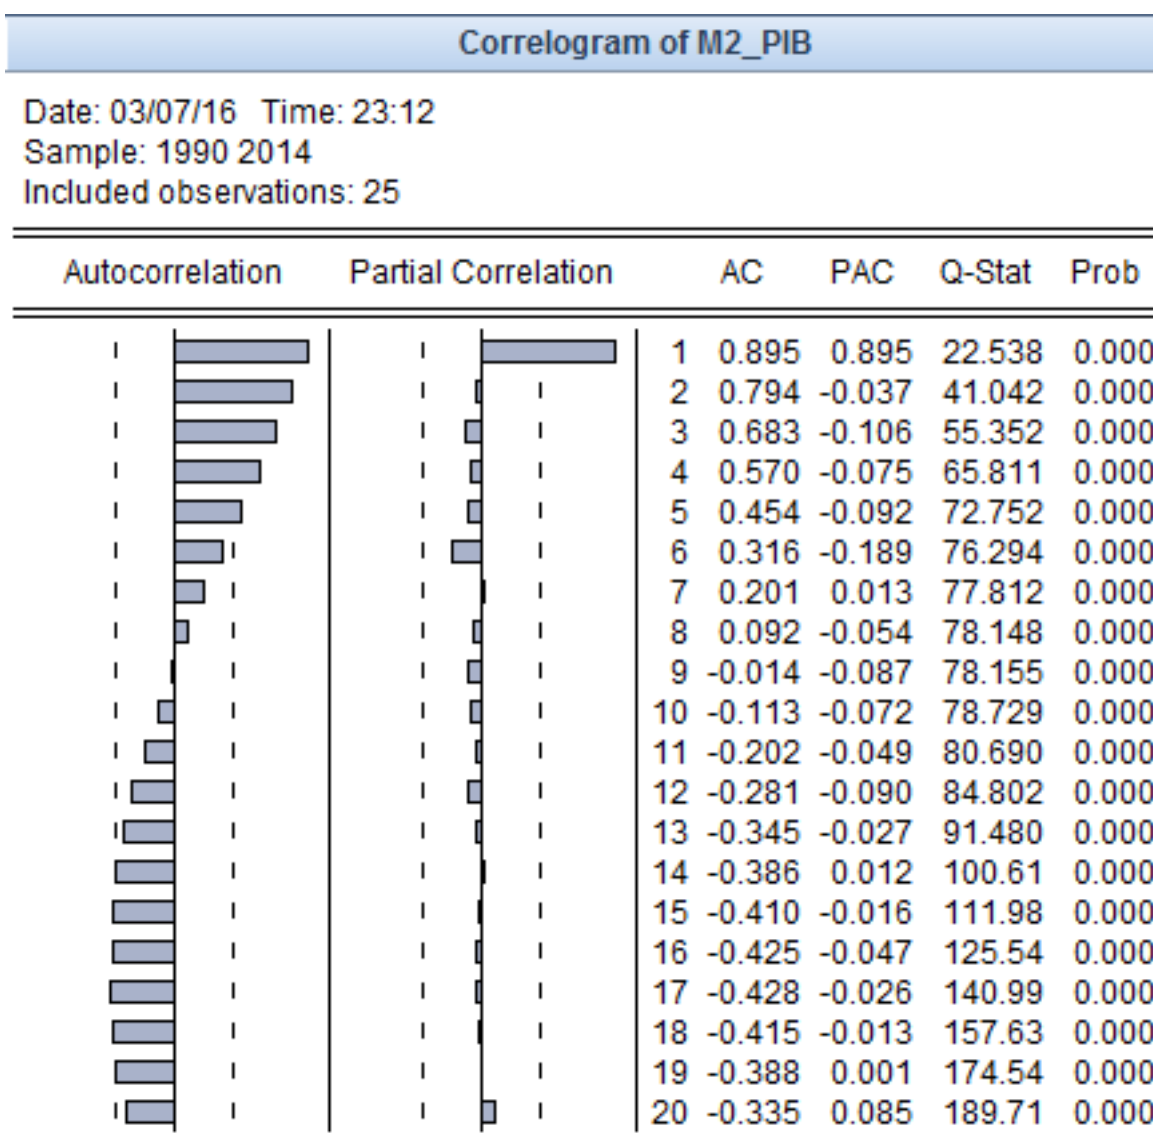 Correlogram of M2_PIB
Date: 03/07/16 Time: 23:12
Sample: 1990 2014
Included observations: 25
Autocorrelation Partial Correlation AC PAC Q-Stat Prob
1 0.895 0.895 22.538 0.000
2 0.794 -0.037 41.042 0.000
3 0.683 -0.106 55.352 0.000
4 0.570 -0.075 65.811 0.000
5 0.454 -0.092 72.752 0.000
6 0.316 -0.189 76.294 0.000
7 0.201 0.013 77.812 0.000
8 0.092 -0.054 78.148 0.000
9 -0.014 -0.087 78.155 0.000
10 -0.113 -0.072 78.729 0.000
11 -0.202 -0.049 80.690 0.000
12 -0.281 -0.090 84.802 0.000
13 -0.345 -0.027 91.480 0.000
14 -0.386 0.012 100.61 0.000
15 -0.410 -0.016 111.98 0.000
16 -0.425 -0.047 125.54 0.000
17 -0.428 -0.026 140.99 0.000
18 -0.415 -0.013 157.63 0.000
19 -0.388 0.001 174.54 0.000
20 -0.335 0.085 189.71 0.000